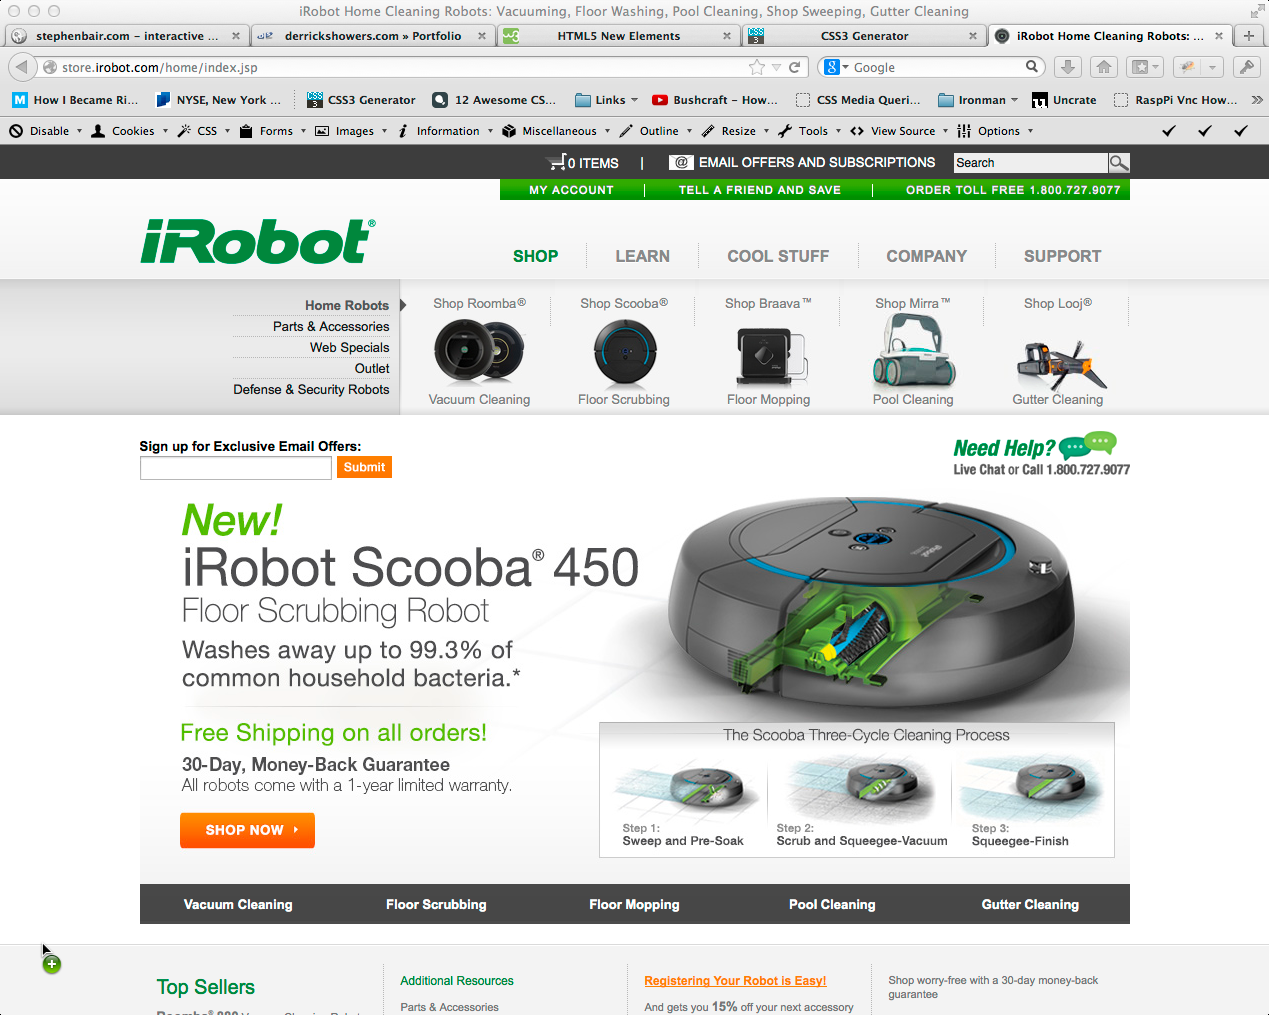 iRobot Home Cleaning Robots: Vacuuming, Floor Washing, Pool Cleaning, Shop Sweeping, Gutter Cleaning
stephenbair.com – interactive ... derrickshowers.com » Portfolio HTML5 New Elements CSS3 Generator iRobot Home Cleaning Robots: ...
store.irobot.com/home/index.jsp Google
How I Became Ri... NYSE, New York ... CSS3 Generator 12 Awesome CS... Links Bushcraft - How... CSS Media Queri... Ironman Uncrate RaspPi Vnc How...
Disable Cookies CSS Forms Images Information Miscellaneous Outline Resize Tools View Source Options
0 ITEMS | @ EMAIL OFFERS AND SUBSCRIPTIONS Search
MY ACCOUNT | TELL A FRIEND AND SAVE | ORDER TOLL FREE 1.800.727.9077
iRobot®
SHOP LEARN COOL STUFF COMPANY SUPPORT
Home Robots
Parts & Accessories
Web Specials
Outlet
Defense & Security Robots
Shop Roomba® Shop Scooba® Shop Braava™ Shop Mirra™ Shop Looj®
Vacuum Cleaning Floor Scrubbing Floor Mopping Pool Cleaning Gutter Cleaning
Sign up for Exclusive Email Offers:
Submit
Need Help?
Live Chat or Call 1.800.727.9077
New!
iRobot Scooba® 450
Floor Scrubbing Robot
Washes away up to 99.3% of
common household bacteria.*
Free Shipping on all orders!
30-Day, Money-Back Guarantee
All robots come with a 1-year limited warranty.
SHOP NOW
The Scooba Three-Cycle Cleaning Process
Step 1:
Sweep and Pre-Soak
Step 2:
Scrub and Squeegee-Vacuum
Step 3:
Squeegee-Finish
Vacuum Cleaning Floor Scrubbing Floor Mopping Pool Cleaning Gutter Cleaning
Top Sellers
Additional Resources
Parts & Accessories
Registering Your Robot is Easy!
And gets you 15% off your next accessory
Shop worry-free with a 30-day money-back
guarantee